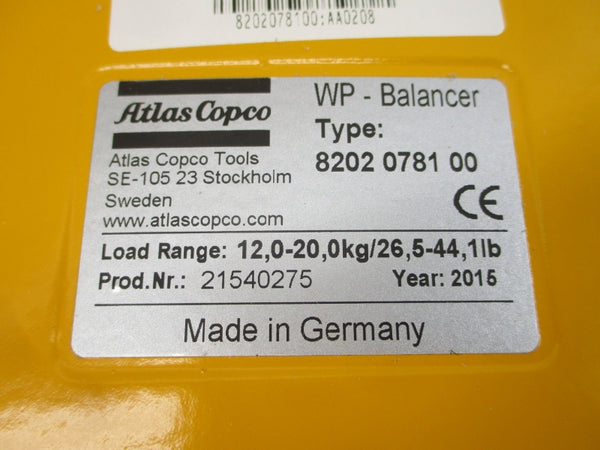 8202078100:AA0208
Atlas Copco
WP - Balancer
Type:
8202 0781 00
Atlas Copco Tools
SE-105 23 Stockholm
Sweden
www.atlascopco.com
CE
Load Range: 12,0-20,0kg/26,5-44,1lb
Prod.Nr.: 21540275 Year: 2015
Made in Germany